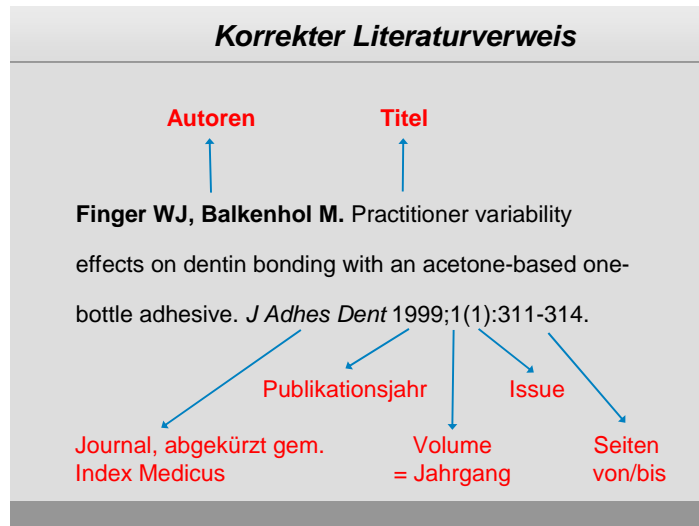 Korrekter Literaturverweis
Autoren Titel
Finger WJ, Balkenhol M. Practitioner variability
effects on dentin bonding with an acetone-based one-
bottle adhesive. J Adhes Dent 1999;1(1):311-314.
Publikationsjahr Issue
Journal, abgekürzt gem. Volume Seiten
Index Medicus = Jahrgang von/bis